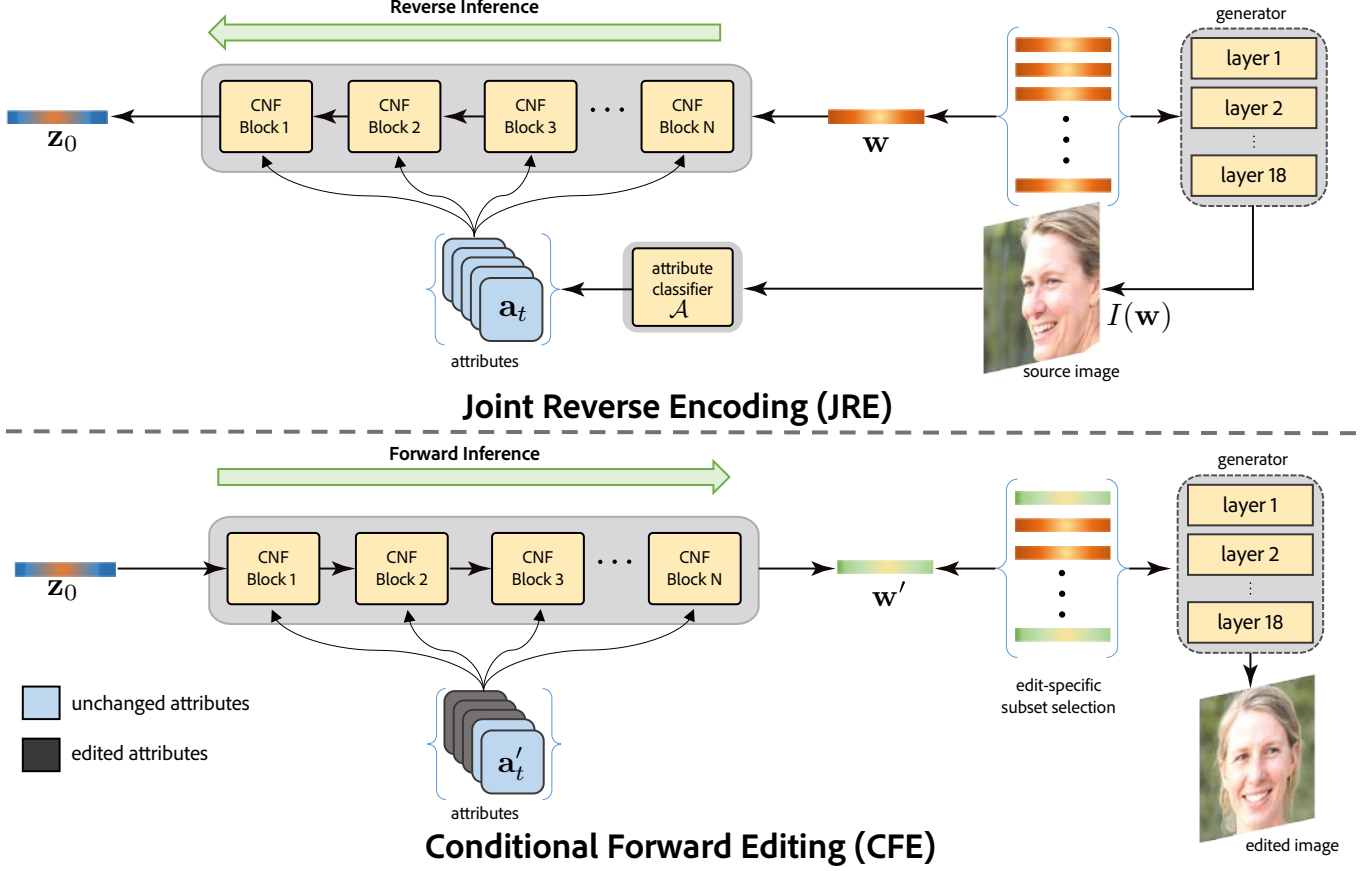 Reverse Inference
generator
layer 1
CNF
Block 1
CNF
Block 2
CNF
Block 3
...
CNF
Block N
layer 2
z0
w
layer 18
attribute
classifier
A
at
I(w)
attributes
source image
Joint Reverse Encoding (JRE)
Forward Inference
generator
layer 1
CNF
Block 1
CNF
Block 2
CNF
Block 3
...
CNF
Block N
layer 2
z0
w′
layer 18
edit-specific
subset selection
unchanged attributes
edited attributes
a′t
attributes
Conditional Forward Editing (CFE)
edited image